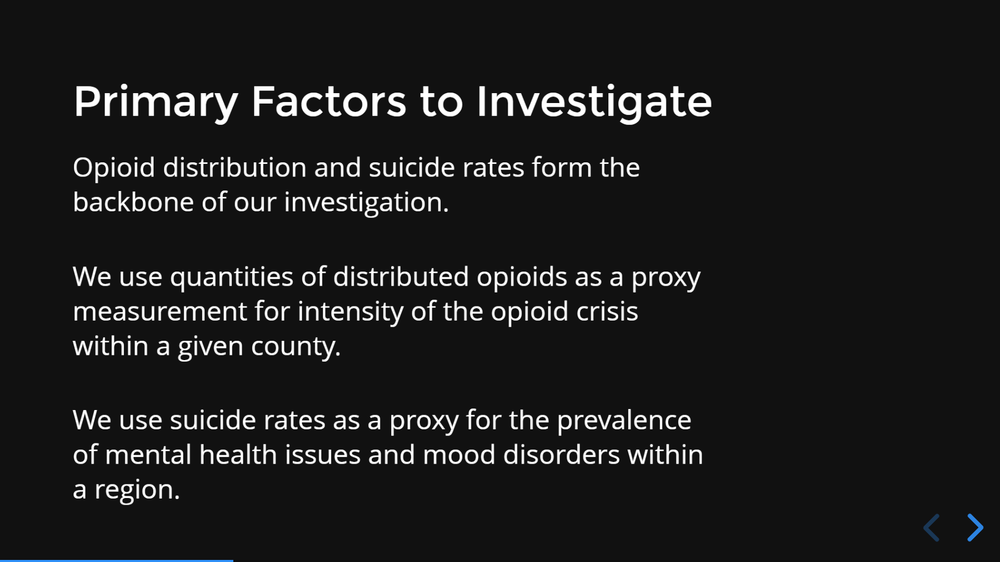 Primary Factors to Investigate
Opioid distribution and suicide rates form the
backbone of our investigation.
We use quantities of distributed opioids as a proxy
measurement for intensity of the opioid crisis
within a given county.
We use suicide rates as a proxy for the prevalence
of mental health issues and mood disorders within
a region.